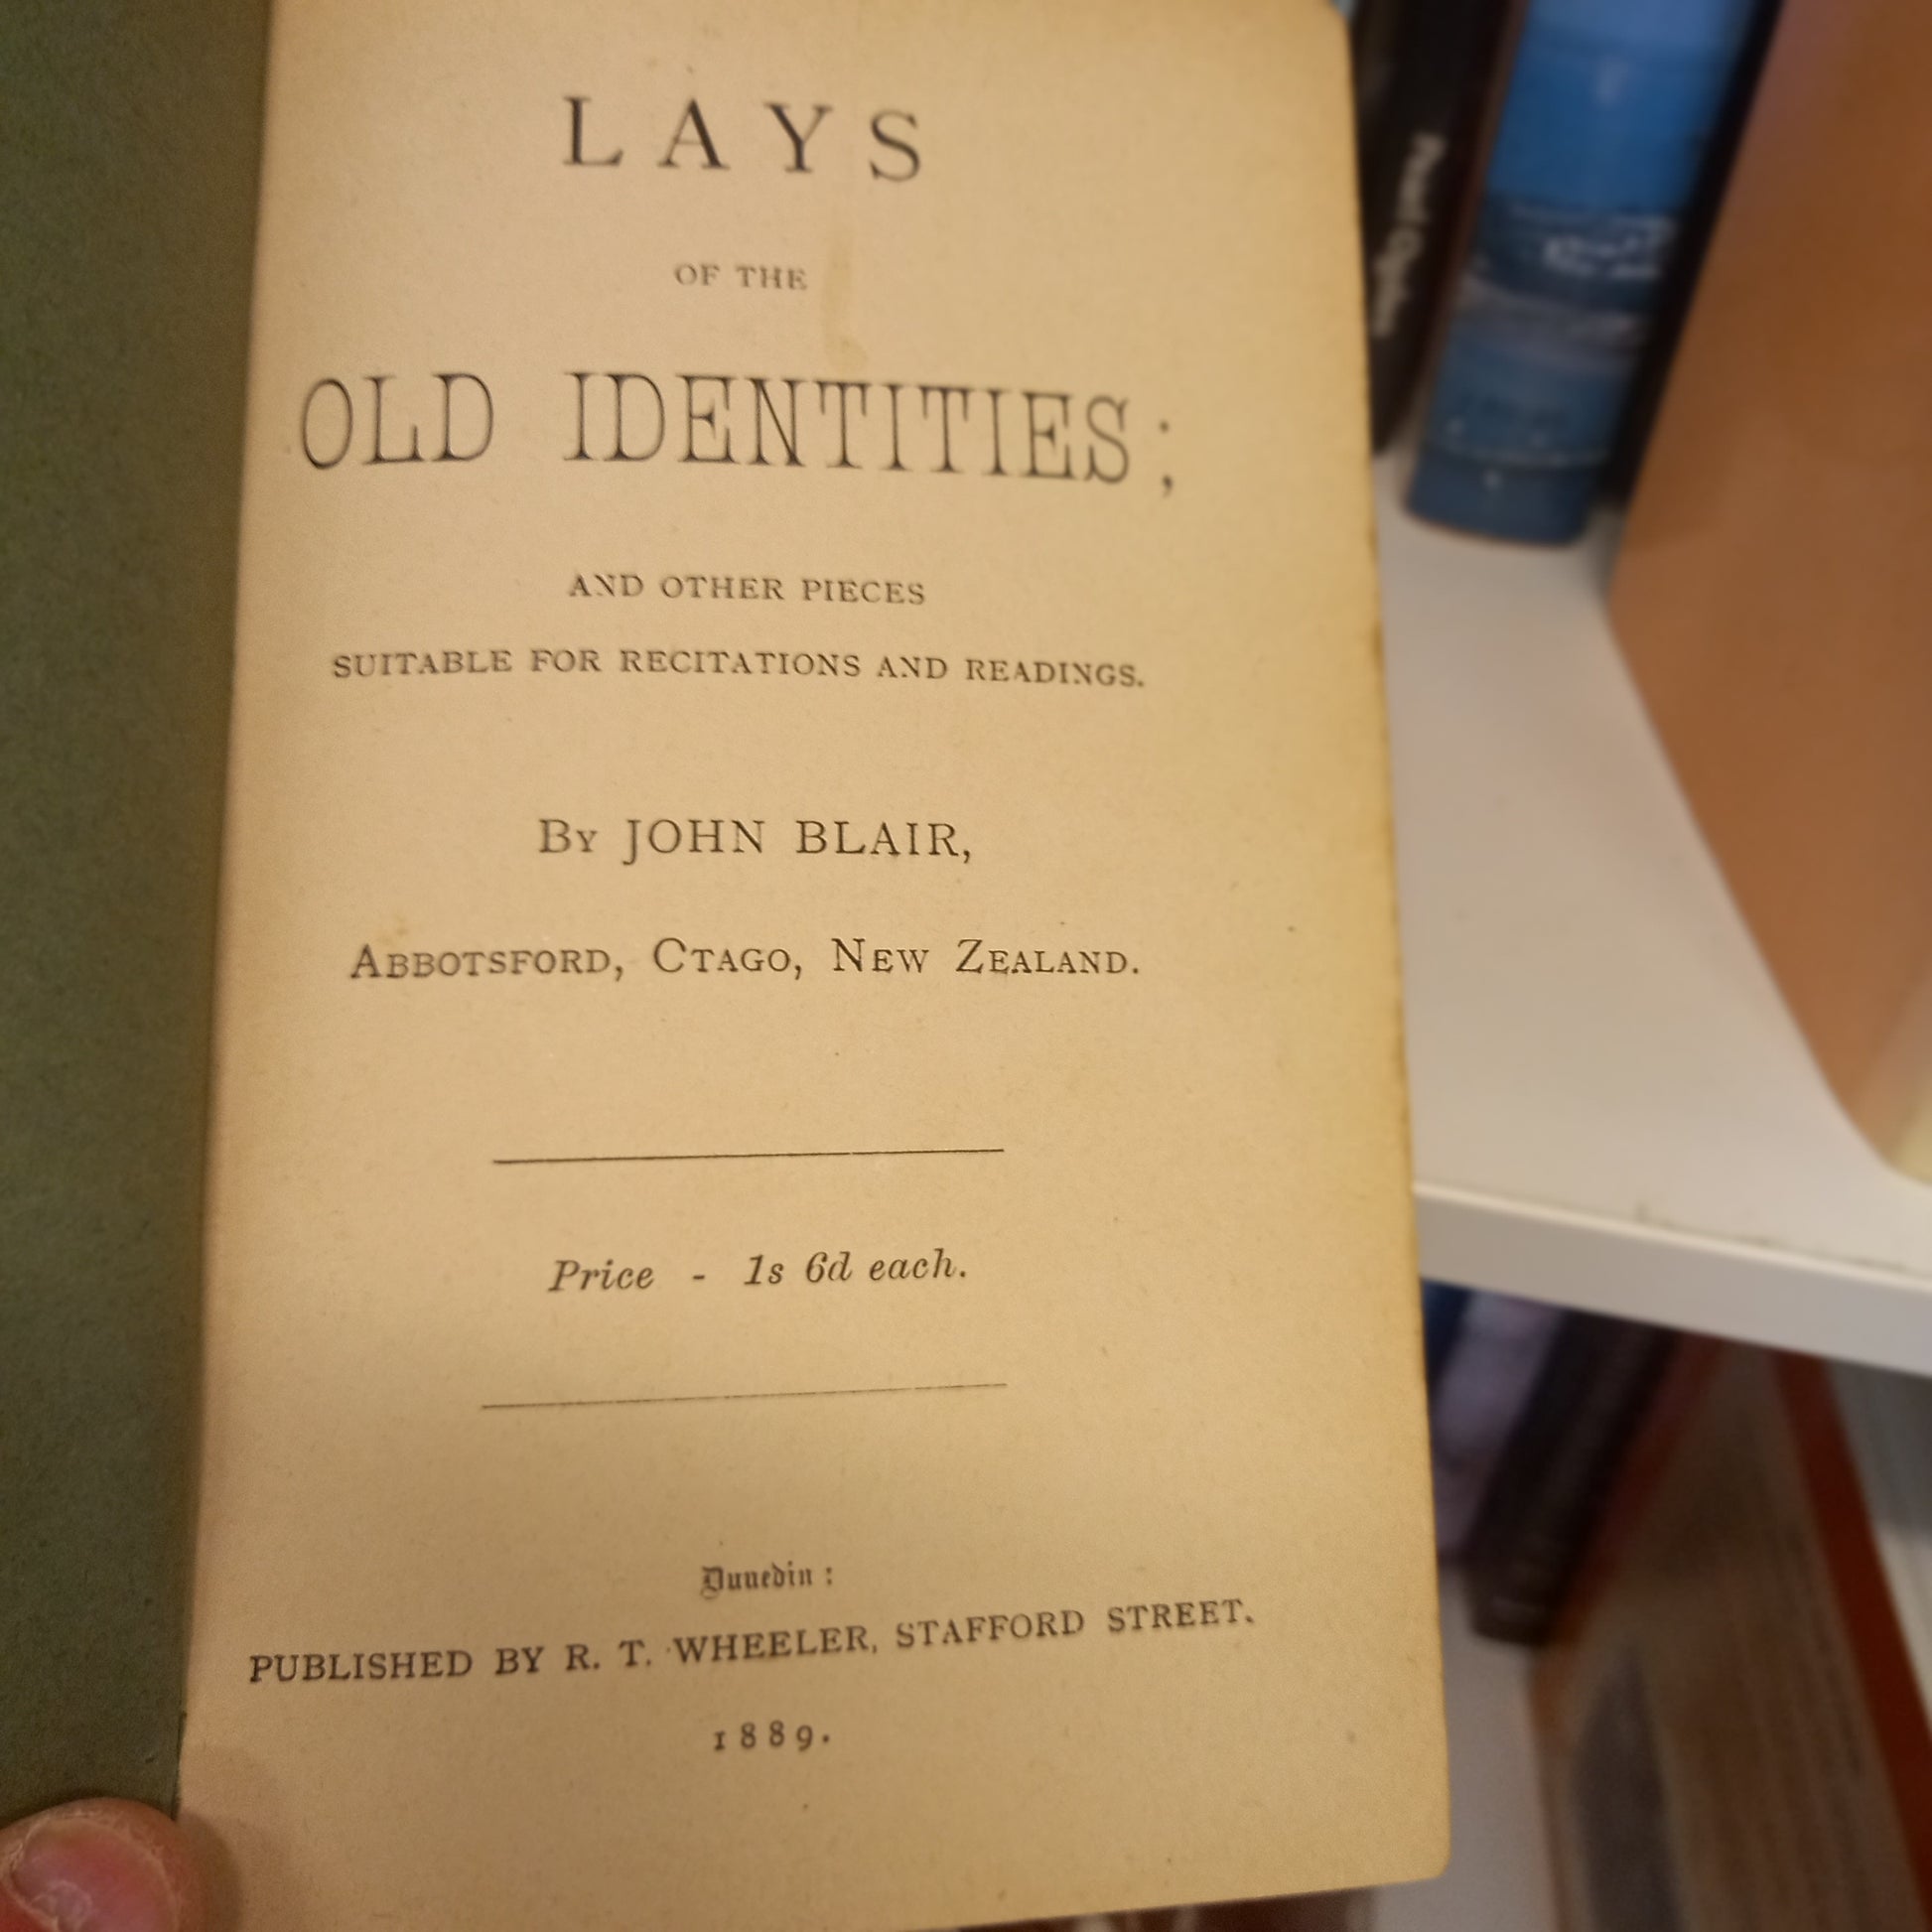 LAYS
OF THE
OLD IDENTITIES;
AND OTHER PIECES
SUITABLE FOR RECITATIONS AND READINGS.
By JOHN BLAIR,
ABBOTSFORD, CTAGO, NEW ZEALAND.
Price - 1s 6d each.
Dunedin:
PUBLISHED BY R. T. WHEELER, STAFFORD STREET.
1889.